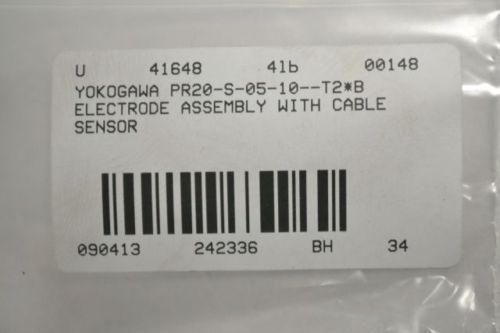 U 41648 41b 00148
YOKOGAWA PR20-S-05-10--T2*B
ELECTRODE ASSEMBLY WITH CABLE
SENSOR
090413 242336 BH 34